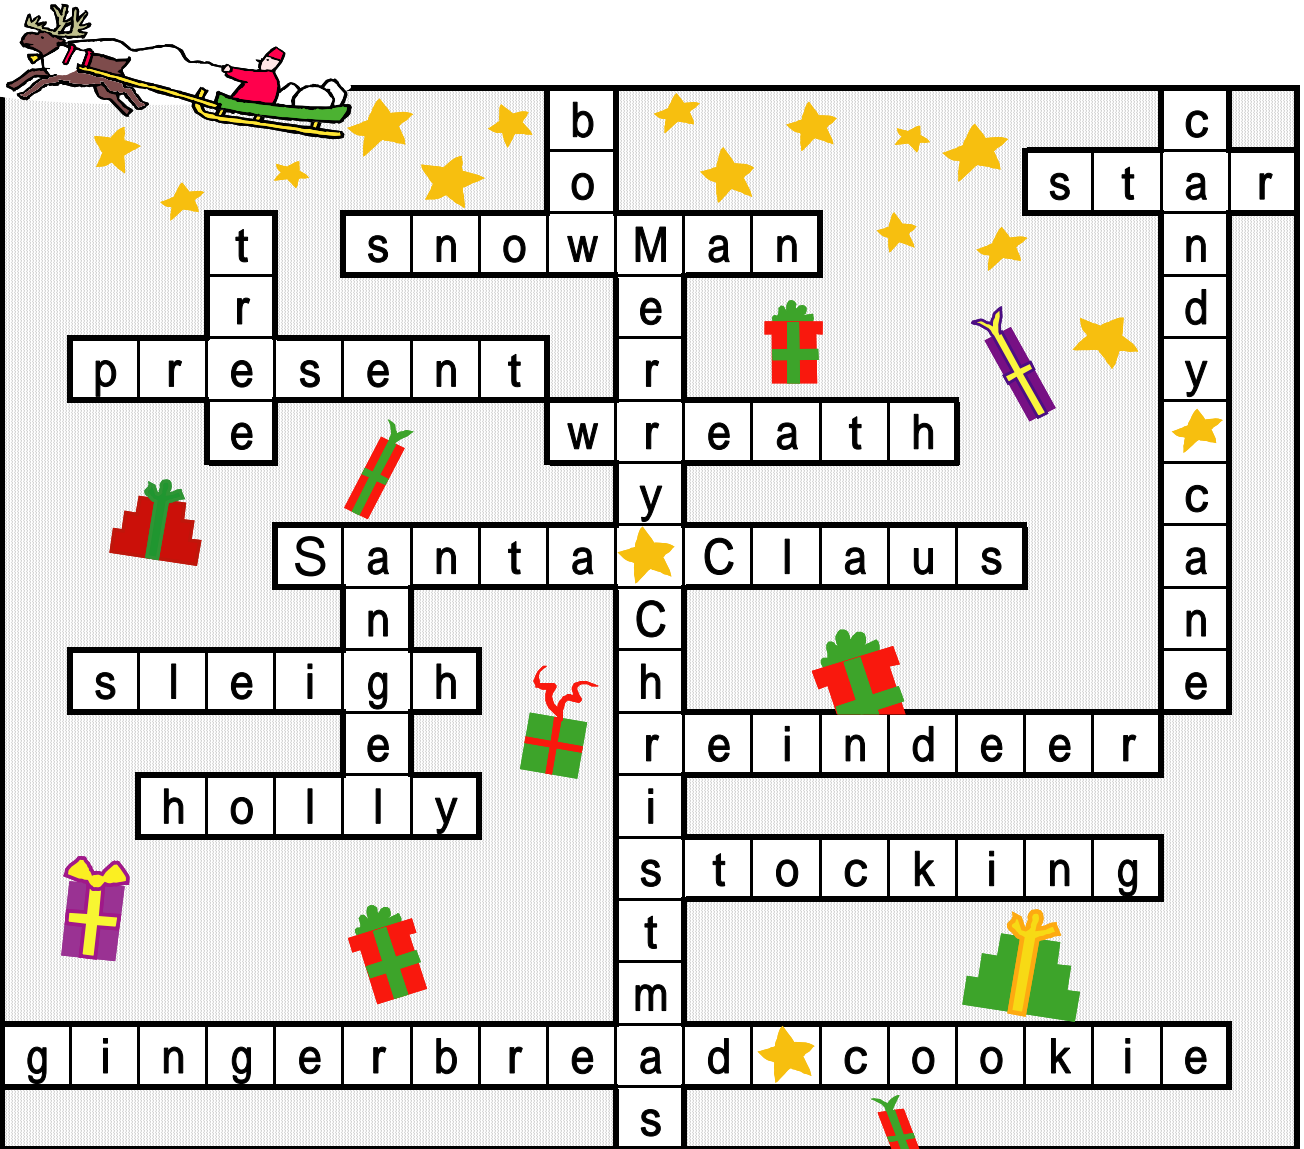 bow
candy cane
star
tree
snowMan
Merry Christmas
present
wreath
Santa Claus
angel
sleigh
reindeer
holly
stocking
gingerbread cookie